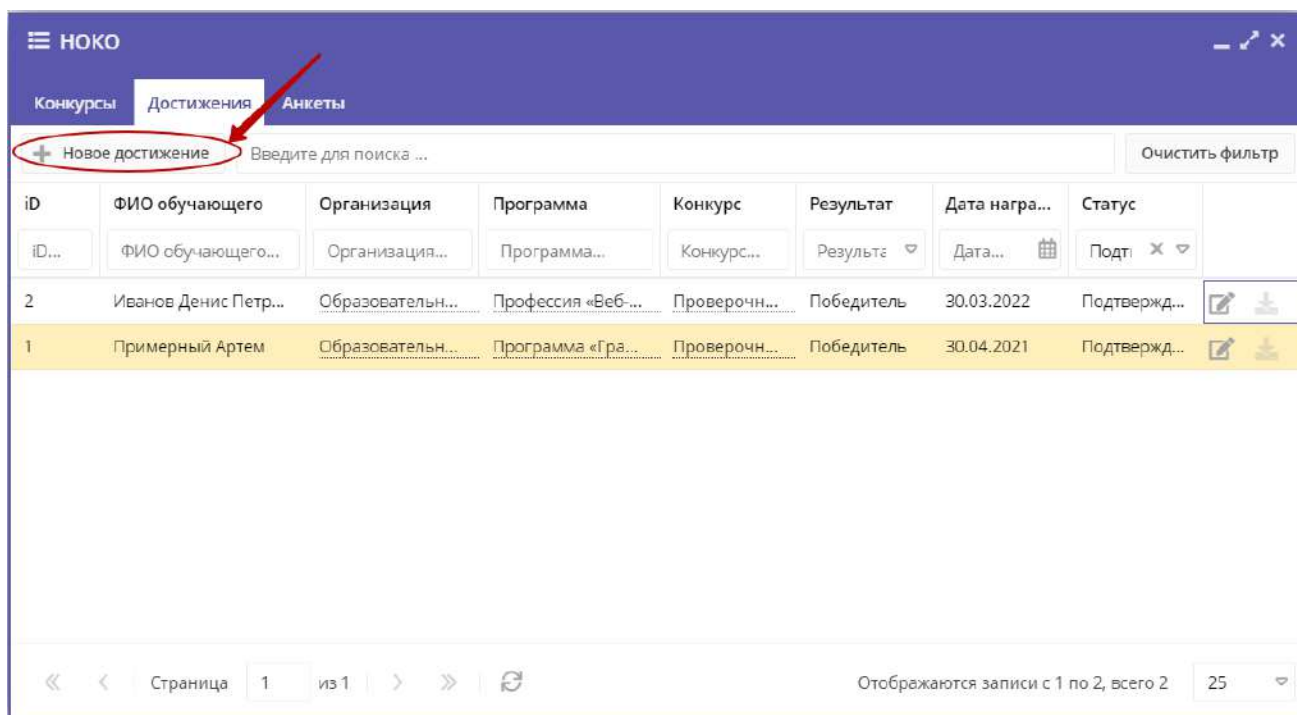 НОКО
Конкурсы Достижения Анкеты
Новое достижение Введите для поиска ... Очистить фильтр
iD ФИО обучающего Организация Программа Конкурс Результат Дата награ... Статус
iD... ФИО обучающего... Организация... Программа... Конкурс... Результа Дата... Подт
2 Иванов Денис Петр... Образовательн... Профессия «Веб-... Проверочн... Победитель 30.03.2022 Подтвержд...
1 Примерный Артем Образовательн... Программа «Гра... Проверочн... Победитель 30.04.2021 Подтвержд...
Страница 1 из 1 Отображаются записи с 1 по 2, всего 2 25